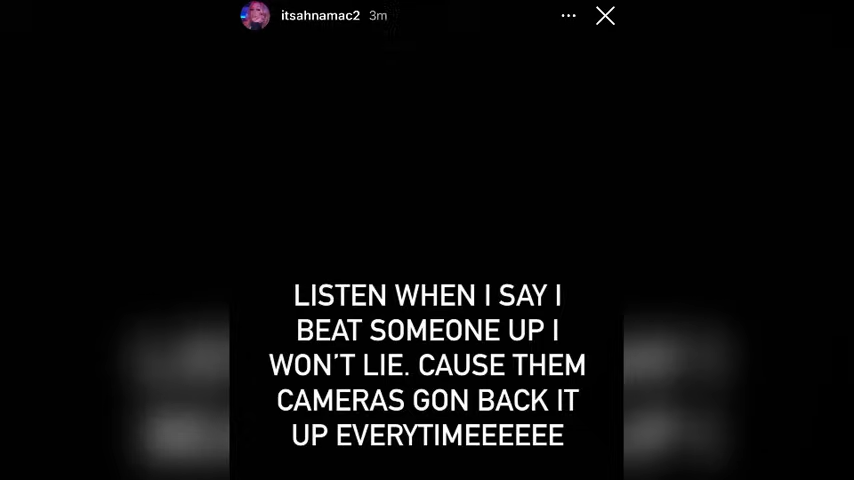 itsahnamac2 3m
LISTEN WHEN I SAY I
BEAT SOMEONE UP I
WON'T LIE. CAUSE THEM
CAMERAS GON BACK IT
UP EVERYTIMEEEEEE